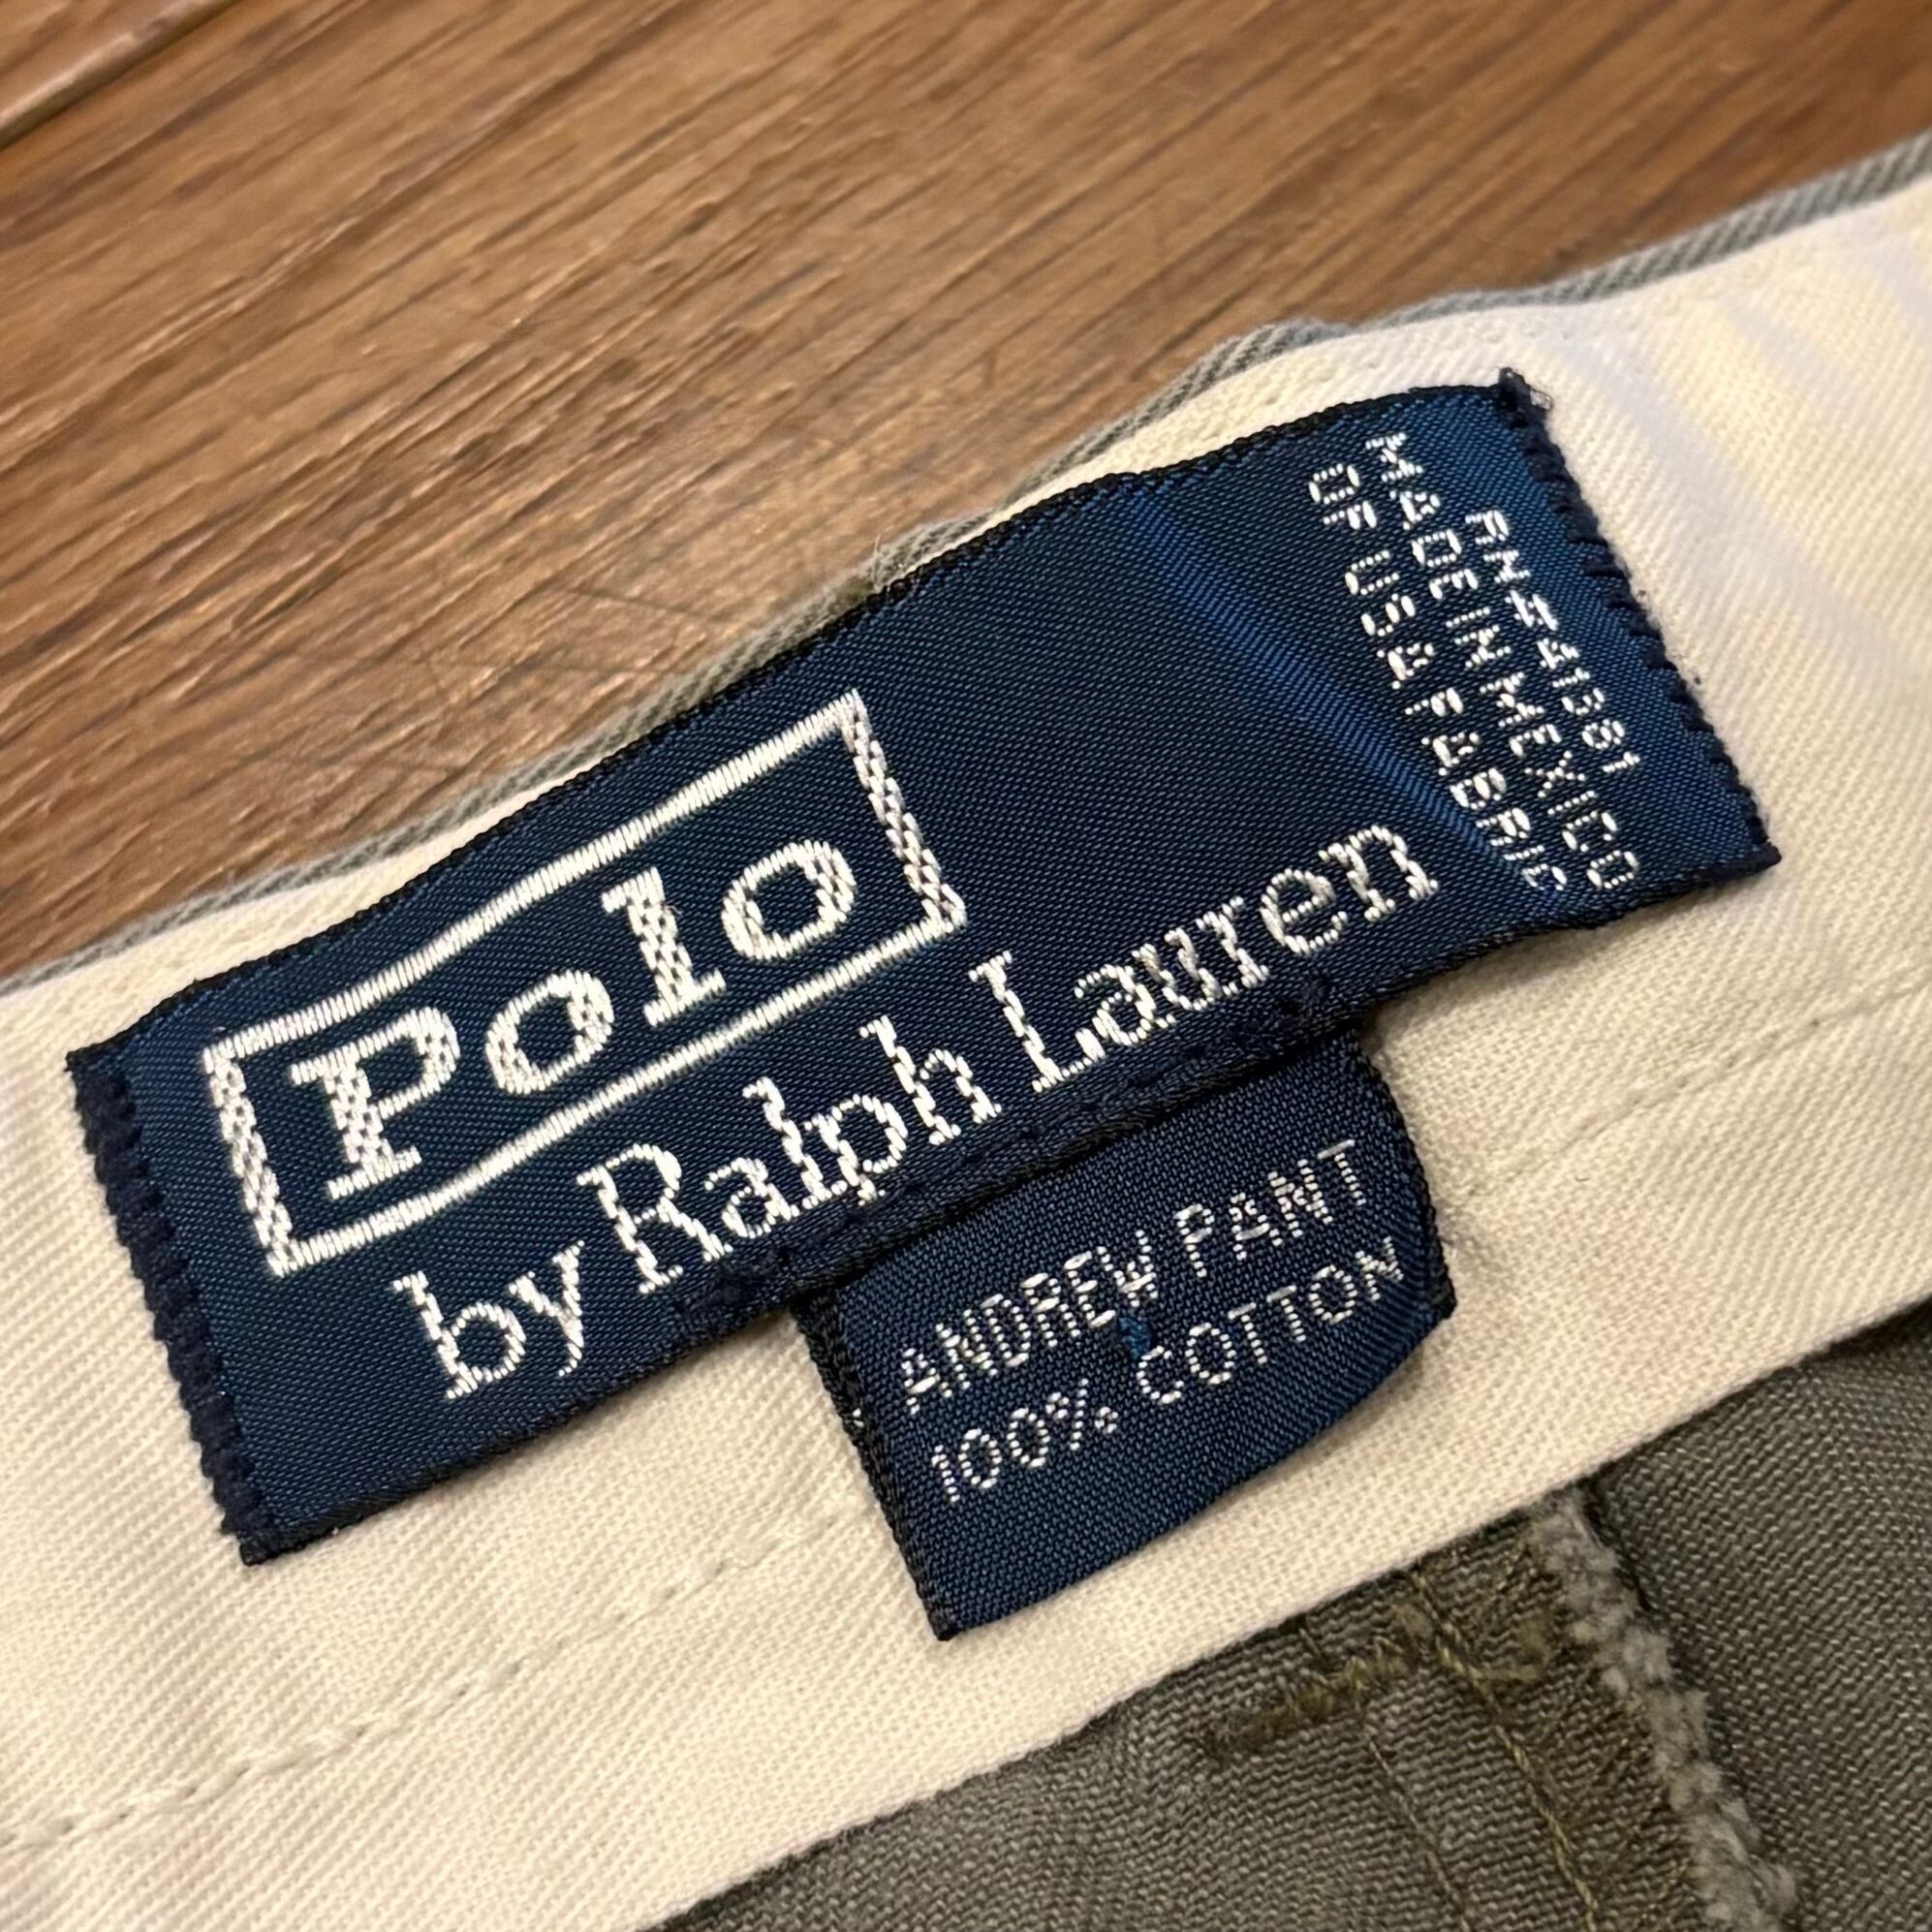 Polo
by Ralph Lauren
RN 41381
MADE IN MEXICO
OF USA FABRIC
ANDREW PANT
100% COTTON